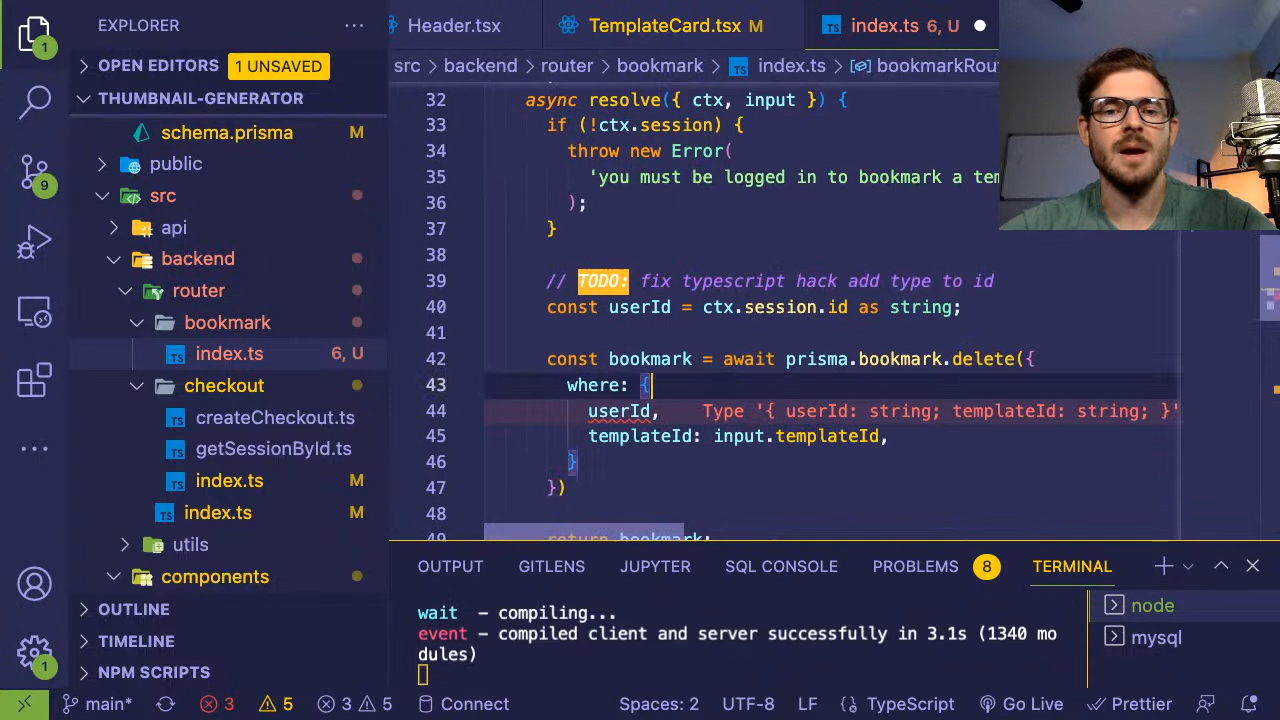 EXPLORER
OPEN EDITORS
1 UNSAVED
THUMBNAIL-GENERATOR
schema.prisma M
public
src
api
backend
router
bookmark
index.ts 6, U
checkout
createCheckout.ts
getSessionById.ts
index.ts M
index.ts M
utils
components
OUTLINE
TIMELINE
NPM SCRIPTS
1
9
1
Header.tsx
TemplateCard.tsx M
index.ts 6, U
src > backend > router > bookmark > index.ts > bookmarkRou
32 async resolve({ ctx, input }) {
33 if (!ctx.session) {
34 throw new Error(
35 'you must be logged in to bookmark a tem
36 );
37 }
38
39 // TODO: fix typescript hack add type to id
40 const userId = ctx.session.id as string;
41
42 const bookmark = await prisma.bookmark.delete({
43 where: {
44 userId, Type '{ userId: string; templateId: string; }'
45 templateId: input.templateId,
46 }
47 })
48
49 return bookmark;
OUTPUT GITLENS JUPYTER SQL CONSOLE PROBLEMS 8 TERMINAL
wait - compiling...
event - compiled client and server successfully in 3.1s (1340 mo
dules)
node
mysql
main* 3 5 3 5 Connect Spaces: 2 UTF-8 LF TypeScript Go Live Prettier